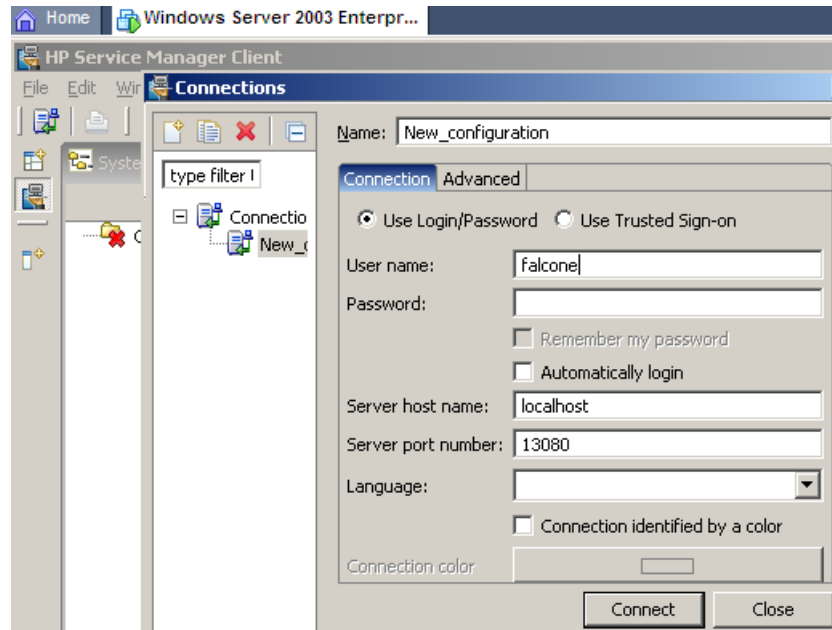 Home Windows Server 2003 Enterpr...
HP Service Manager Client
File Edit Wir Connections
Name: New_configuration
Syste
type filter
Connection Advanced
Connectio
Use Login/Password Use Trusted Sign-on
New_c
User name: falcone
Password:
Remember my password
Automatically login
Server host name: localhost
Server port number: 13080
Language:
Connection identified by a color
Connection color
Connect Close